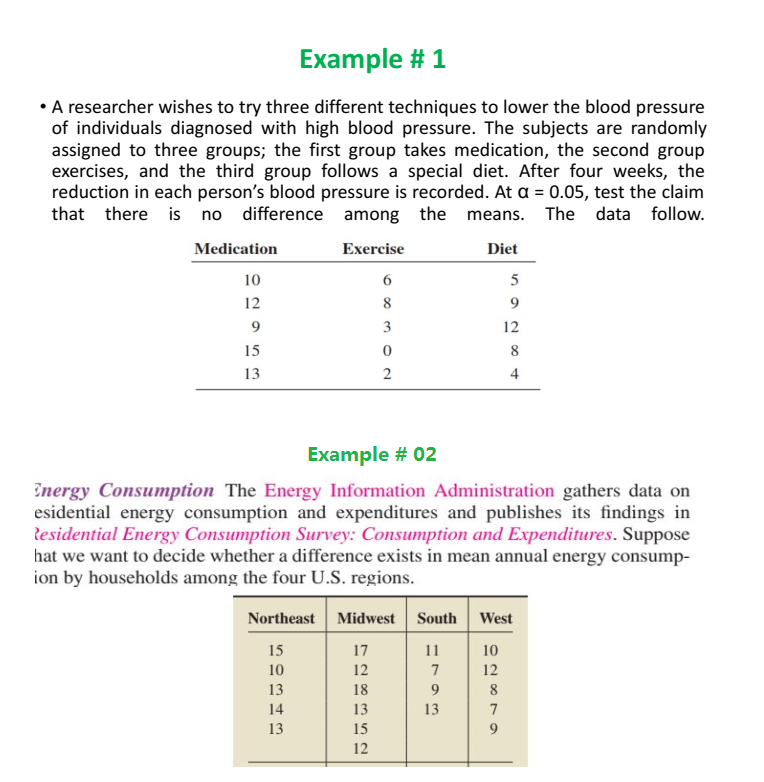 Example # 1
• A researcher wishes to try three different techniques to lower the blood pressure
of individuals diagnosed with high blood pressure. The subjects are randomly
assigned to three groups; the first group takes medication, the second group
exercises, and the third group follows a special diet. After four weeks, the
reduction in each person's blood pressure is recorded. At α = 0.05, test the claim
that there is no difference among the means. The data follow.
Medication Exercise Diet
10 6 5
12 8 9
9 3 12
15 0 8
13 2 4
Example # 02
Energy Consumption The Energy Information Administration gathers data on
esidential energy consumption and expenditures and publishes its findings in
Residential Energy Consumption Survey: Consumption and Expenditures. Suppose
hat we want to decide whether a difference exists in mean annual energy consump-
ion by households among the four U.S. regions.
Northeast Midwest South West
15 17 11 10
10 12 7 12
13 18 9 8
14 13 13 7
13 15 9
12